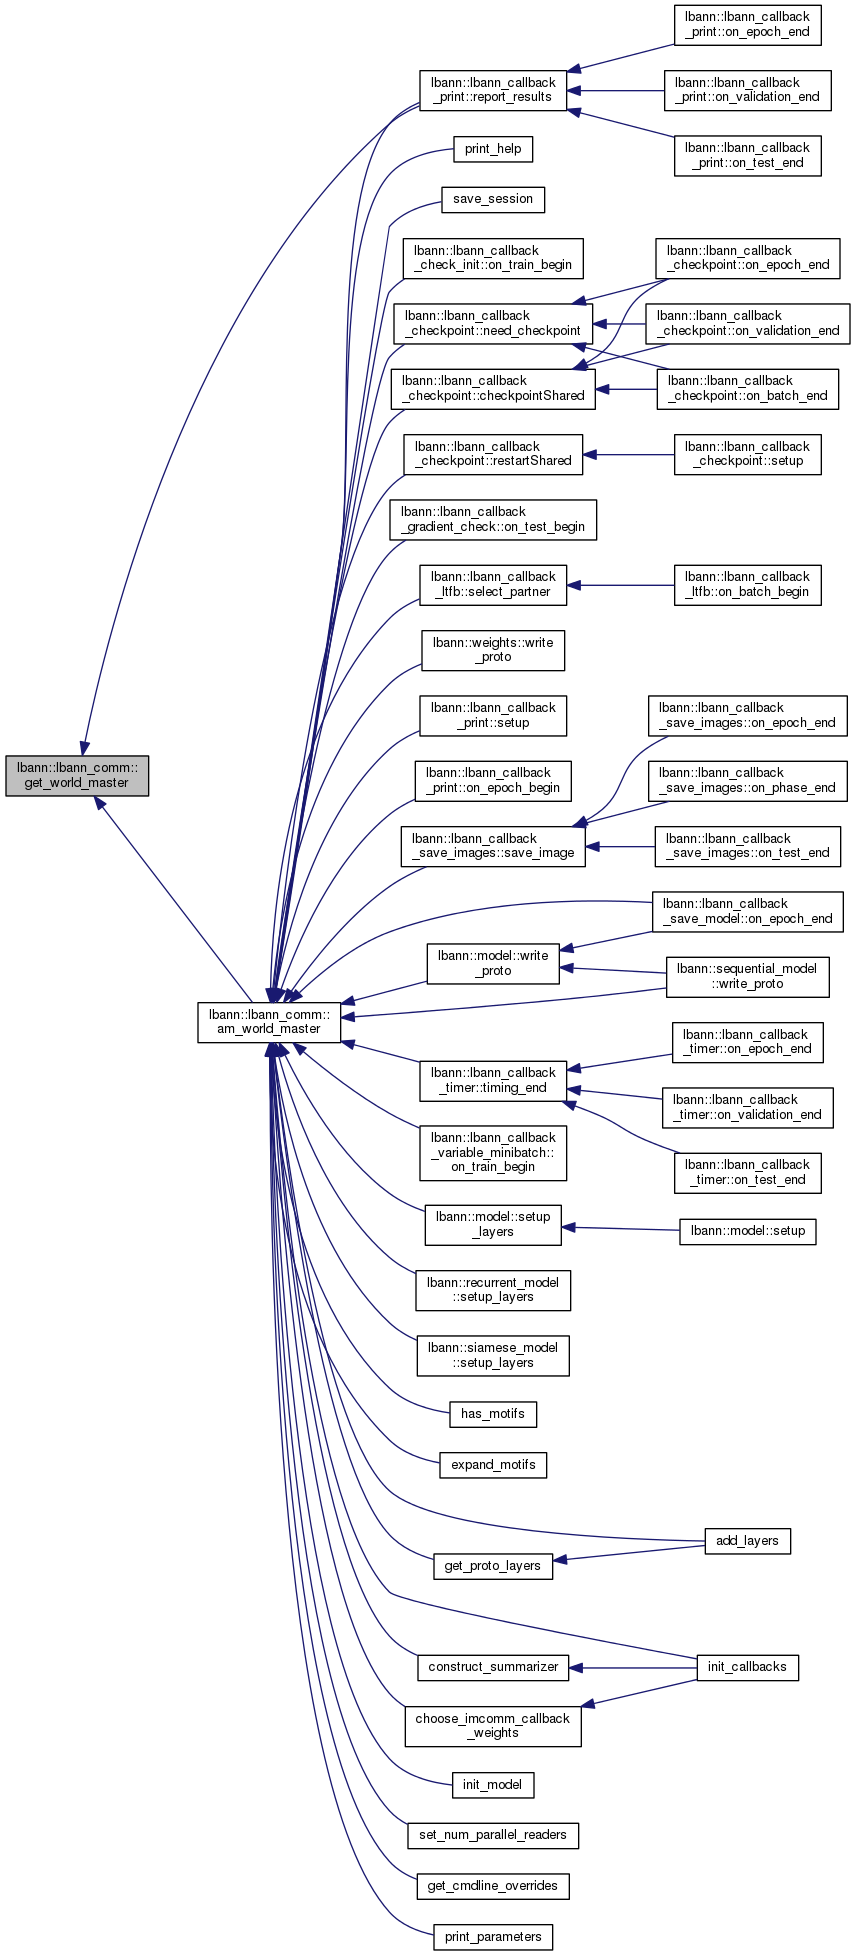 lbann::lbann_callback
_print::on_epoch_end
lbann::lbann_callback
_print::report_results
lbann::lbann_callback
_print::on_validation_end
lbann::lbann_callback
_print::on_test_end
print_help
save_session
lbann::lbann_callback
_check_init::on_train_begin
lbann::lbann_callback
_checkpoint::on_epoch_end
lbann::lbann_callback
_checkpoint::need_checkpoint
lbann::lbann_callback
_checkpoint::on_validation_end
lbann::lbann_callback
_checkpoint::checkpointShared
lbann::lbann_callback
_checkpoint::on_batch_end
lbann::lbann_callback
_checkpoint::restartShared
lbann::lbann_callback
_checkpoint::setup
lbann::lbann_callback
_gradient_check::on_test_begin
lbann::lbann_callback
_ltfb::select_partner
lbann::lbann_callback
_ltfb::on_batch_begin
lbann::weights::write
_proto
lbann::lbann_callback
_print::setup
lbann::lbann_callback
_save_images::on_epoch_end
lbann::lbann_comm::
get_world_master
lbann::lbann_callback
_print::on_epoch_begin
lbann::lbann_callback
_save_images::on_phase_end
lbann::lbann_callback
_save_images::save_image
lbann::lbann_callback
_save_images::on_test_end
lbann::lbann_callback
_save_model::on_epoch_end
lbann::model::write
_proto
lbann::sequential_model
::write_proto
lbann::lbann_comm::
am_world_master
lbann::lbann_callback
_timer::on_epoch_end
lbann::lbann_callback
_timer::timing_end
lbann::lbann_callback
_timer::on_validation_end
lbann::lbann_callback
_variable_minibatch::
on_train_begin
lbann::lbann_callback
_timer::on_test_end
lbann::model::setup
_layers
lbann::model::setup
lbann::recurrent_model
::setup_layers
lbann::siamese_model
::setup_layers
has_motifs
expand_motifs
add_layers
get_proto_layers
construct_summarizer
init_callbacks
choose_imcomm_callback
_weights
init_model
set_num_parallel_readers
get_cmdline_overrides
print_parameters